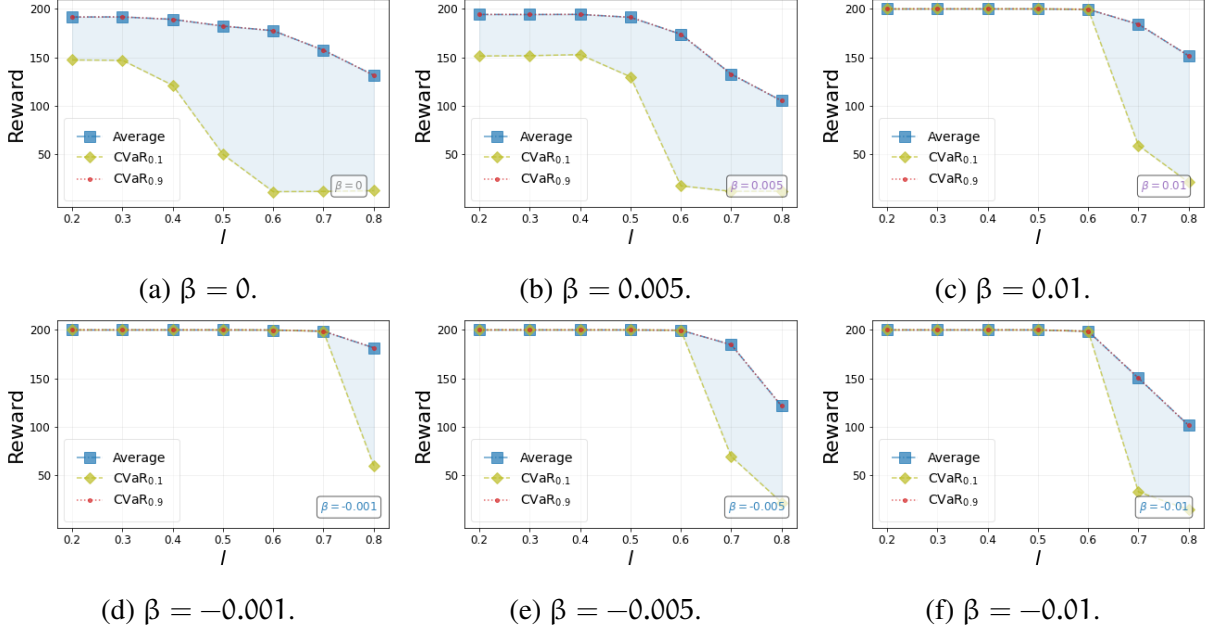 200
150
100
50
Reward
Average
CVaR0.1
CVaR0.9
β = 0
0.2 0.3 0.4 0.5 0.6 0.7 0.8
l
(a) β = 0.
200
150
100
50
Reward
Average
CVaR0.1
CVaR0.9
β = 0.005
0.2 0.3 0.4 0.5 0.6 0.7 0.8
l
(b) β = 0.005.
200
150
100
50
Reward
Average
CVaR0.1
CVaR0.9
β = 0.01
0.2 0.3 0.4 0.5 0.6 0.7 0.8
l
(c) β = 0.01.
200
150
100
50
Reward
Average
CVaR0.1
CVaR0.9
β = -0.001
0.2 0.3 0.4 0.5 0.6 0.7 0.8
l
(d) β = −0.001.
200
150
100
50
Reward
Average
CVaR0.1
CVaR0.9
β = -0.005
0.2 0.3 0.4 0.5 0.6 0.7 0.8
l
(e) β = −0.005.
200
150
100
50
Reward
Average
CVaR0.1
CVaR0.9
β = -0.01
0.2 0.3 0.4 0.5 0.6 0.7 0.8
l
(f) β = −0.01.